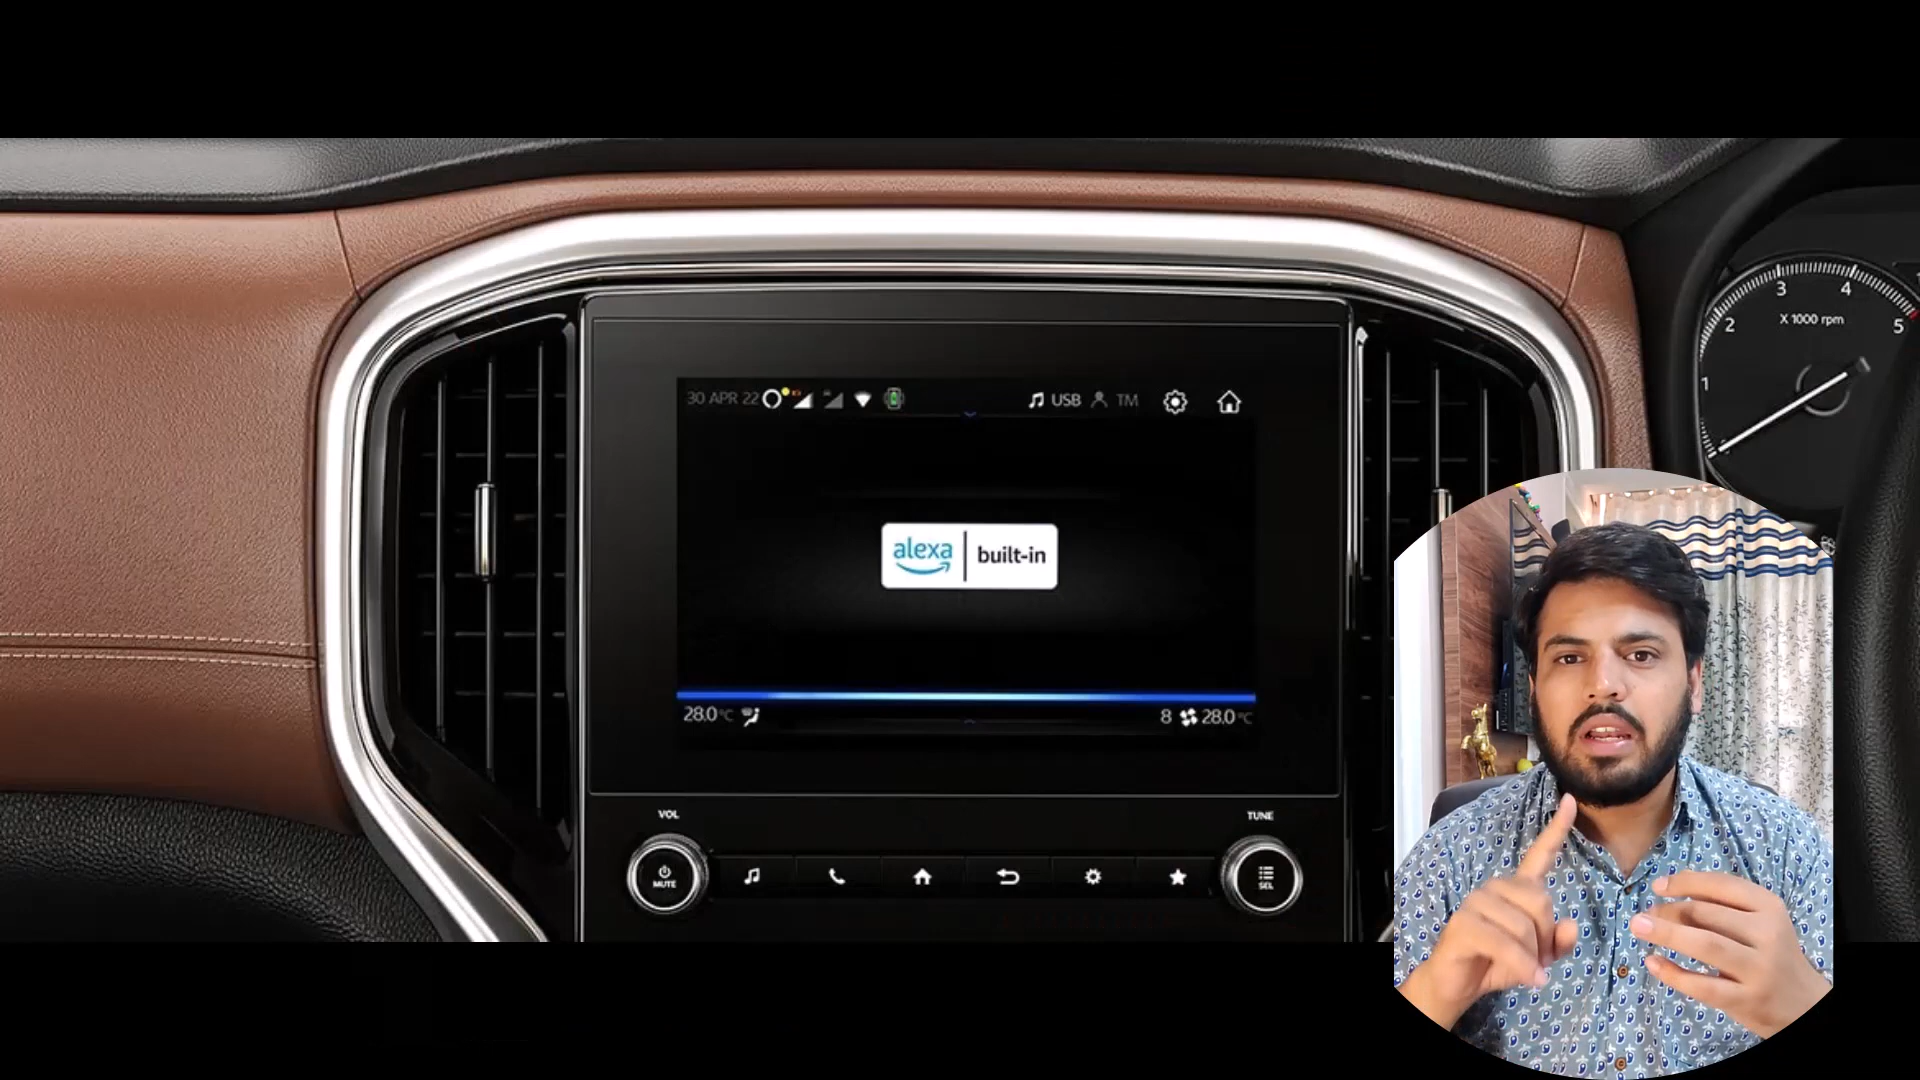 30 APR 22
USB
TM
alexa built-in
28.0°C
8
28.0°C
VOL
TUNE
MUTE
SEL
1
2
3
4
5
X 1000 rpm